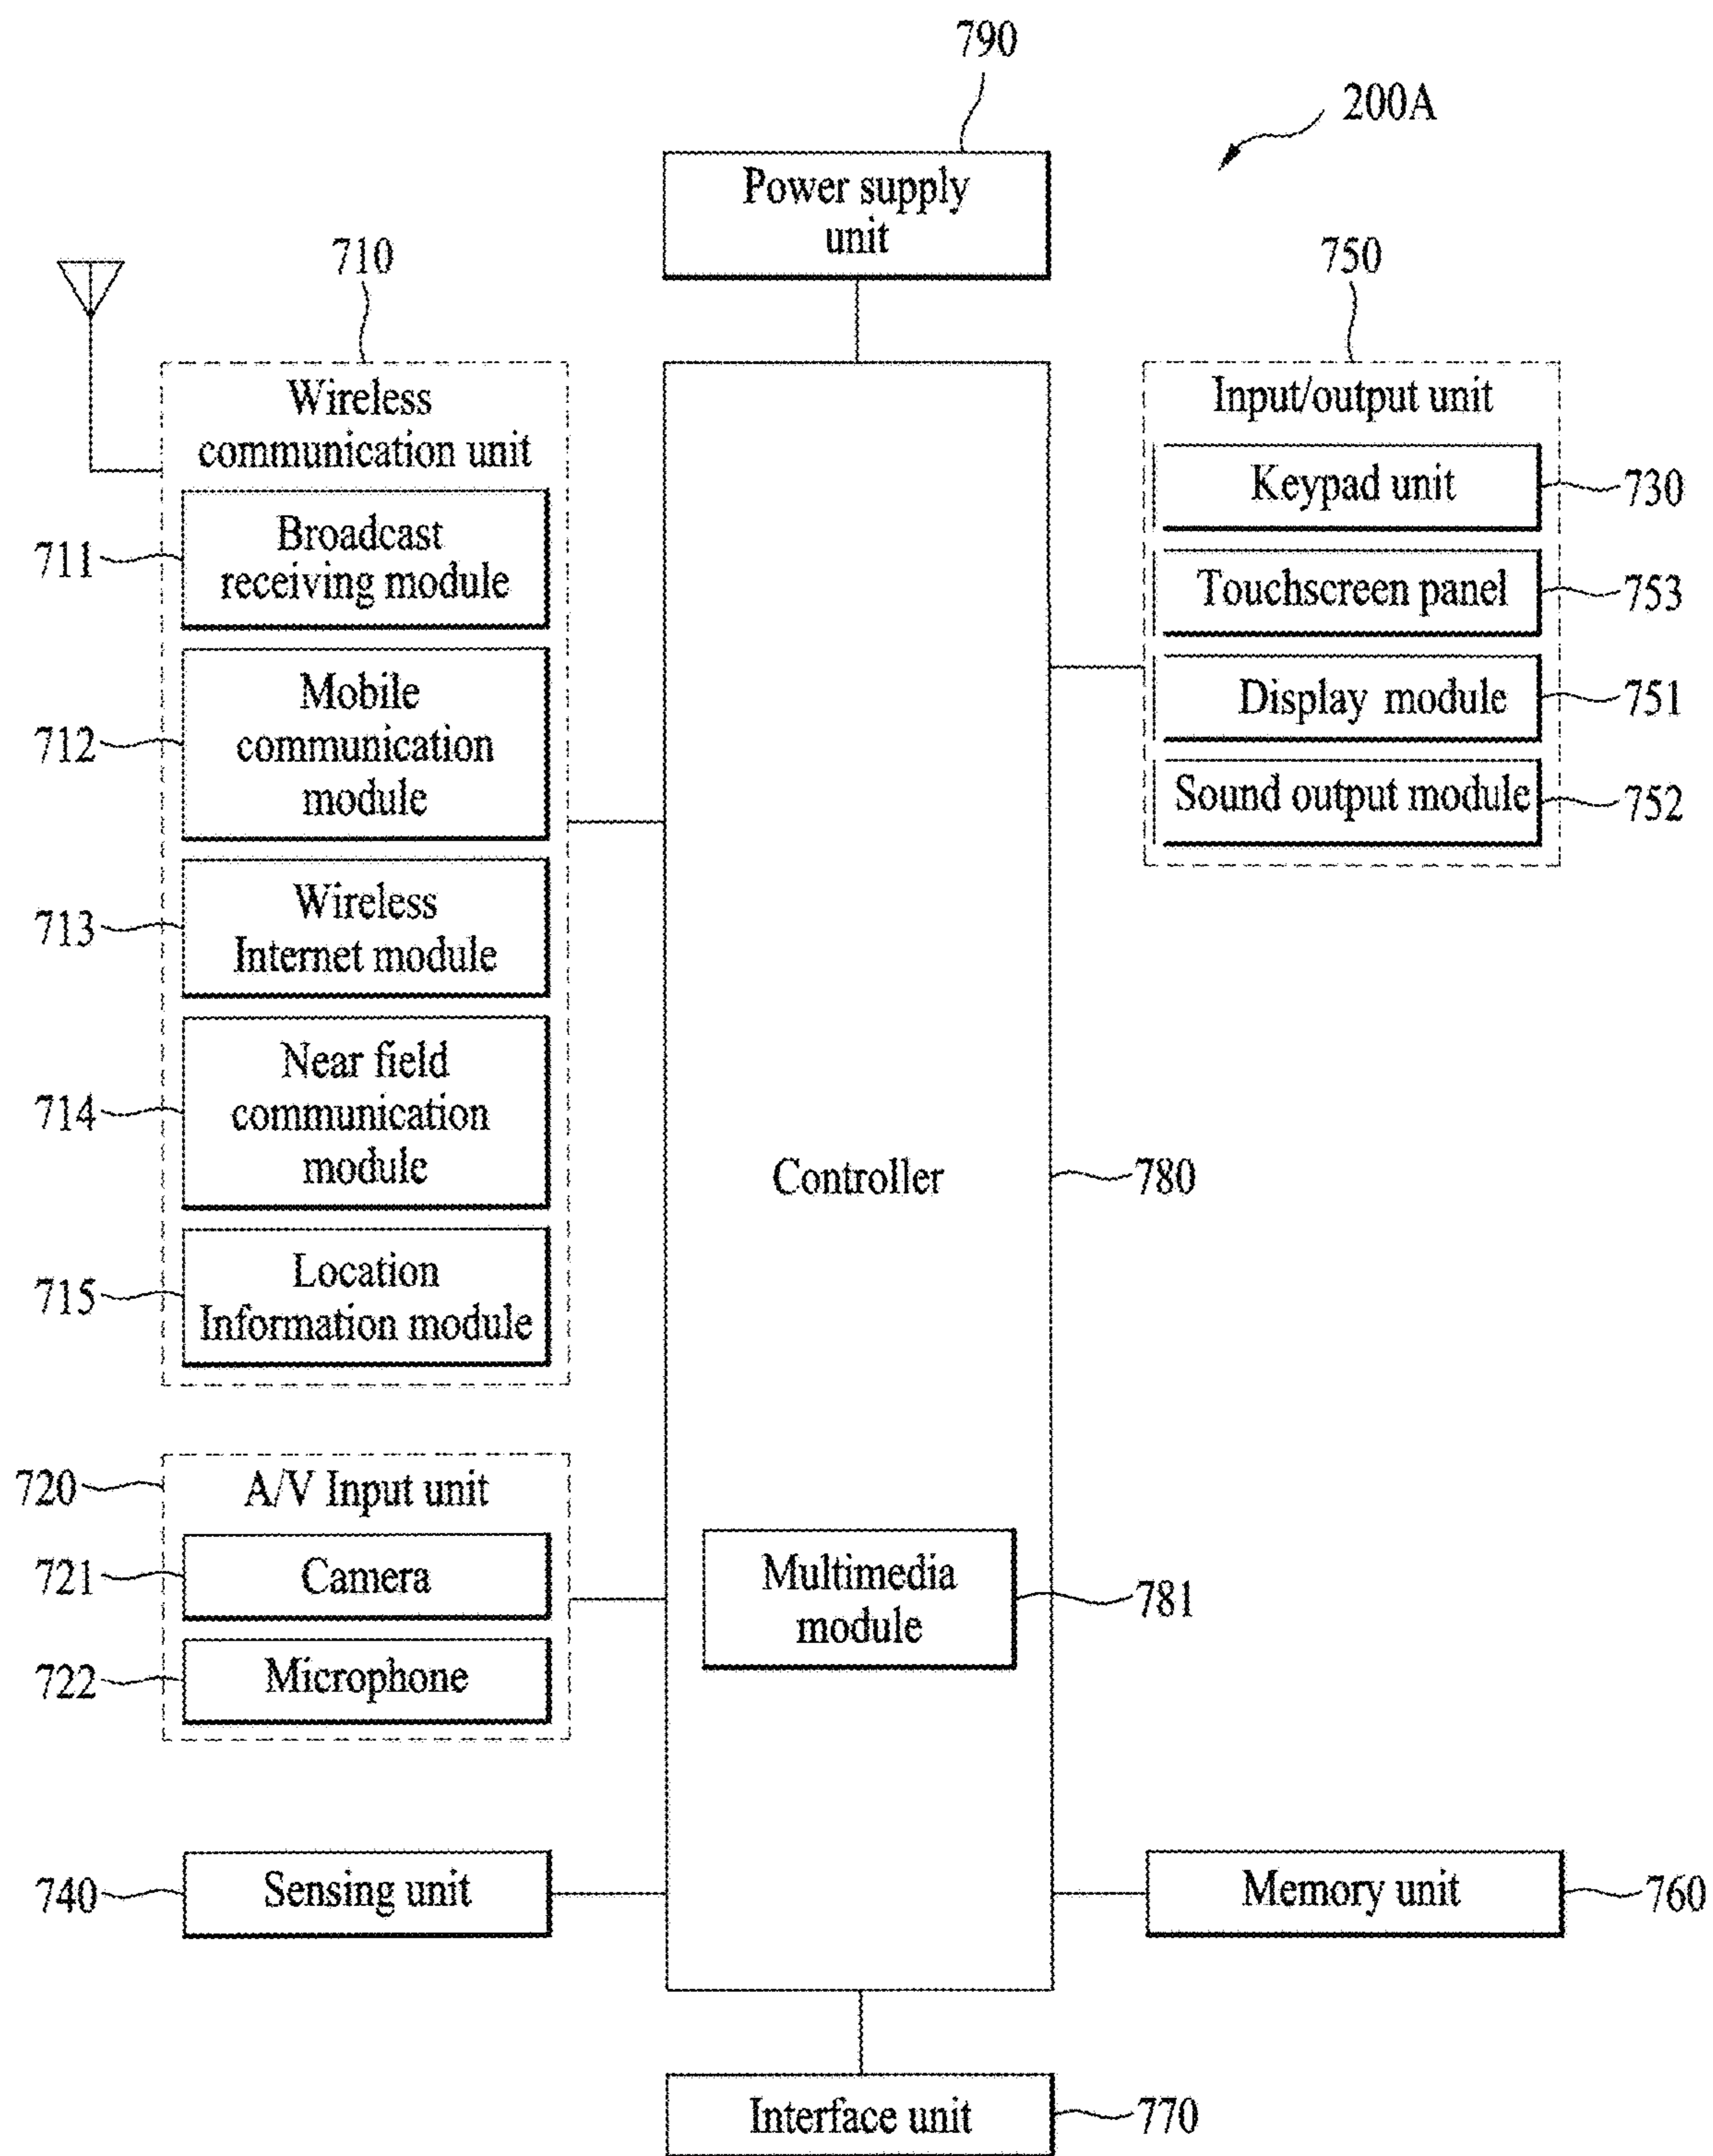 790
200A
Power supply
unit
710
750
Wireless
communication unit
Input/output unit
Keypad unit
730
711
Broadcast
receiving module
Touchscreen panel
753
712
Mobile
communication
module
Display module
751
Sound output module
752
713
Wireless
Internet module
714
Near field
communication
module
Controller
780
715
Location
Information module
720
A/V Input unit
721
Camera
Multimedia
module
781
722
Microphone
740
Sensing unit
Memory unit
760
Interface unit
770